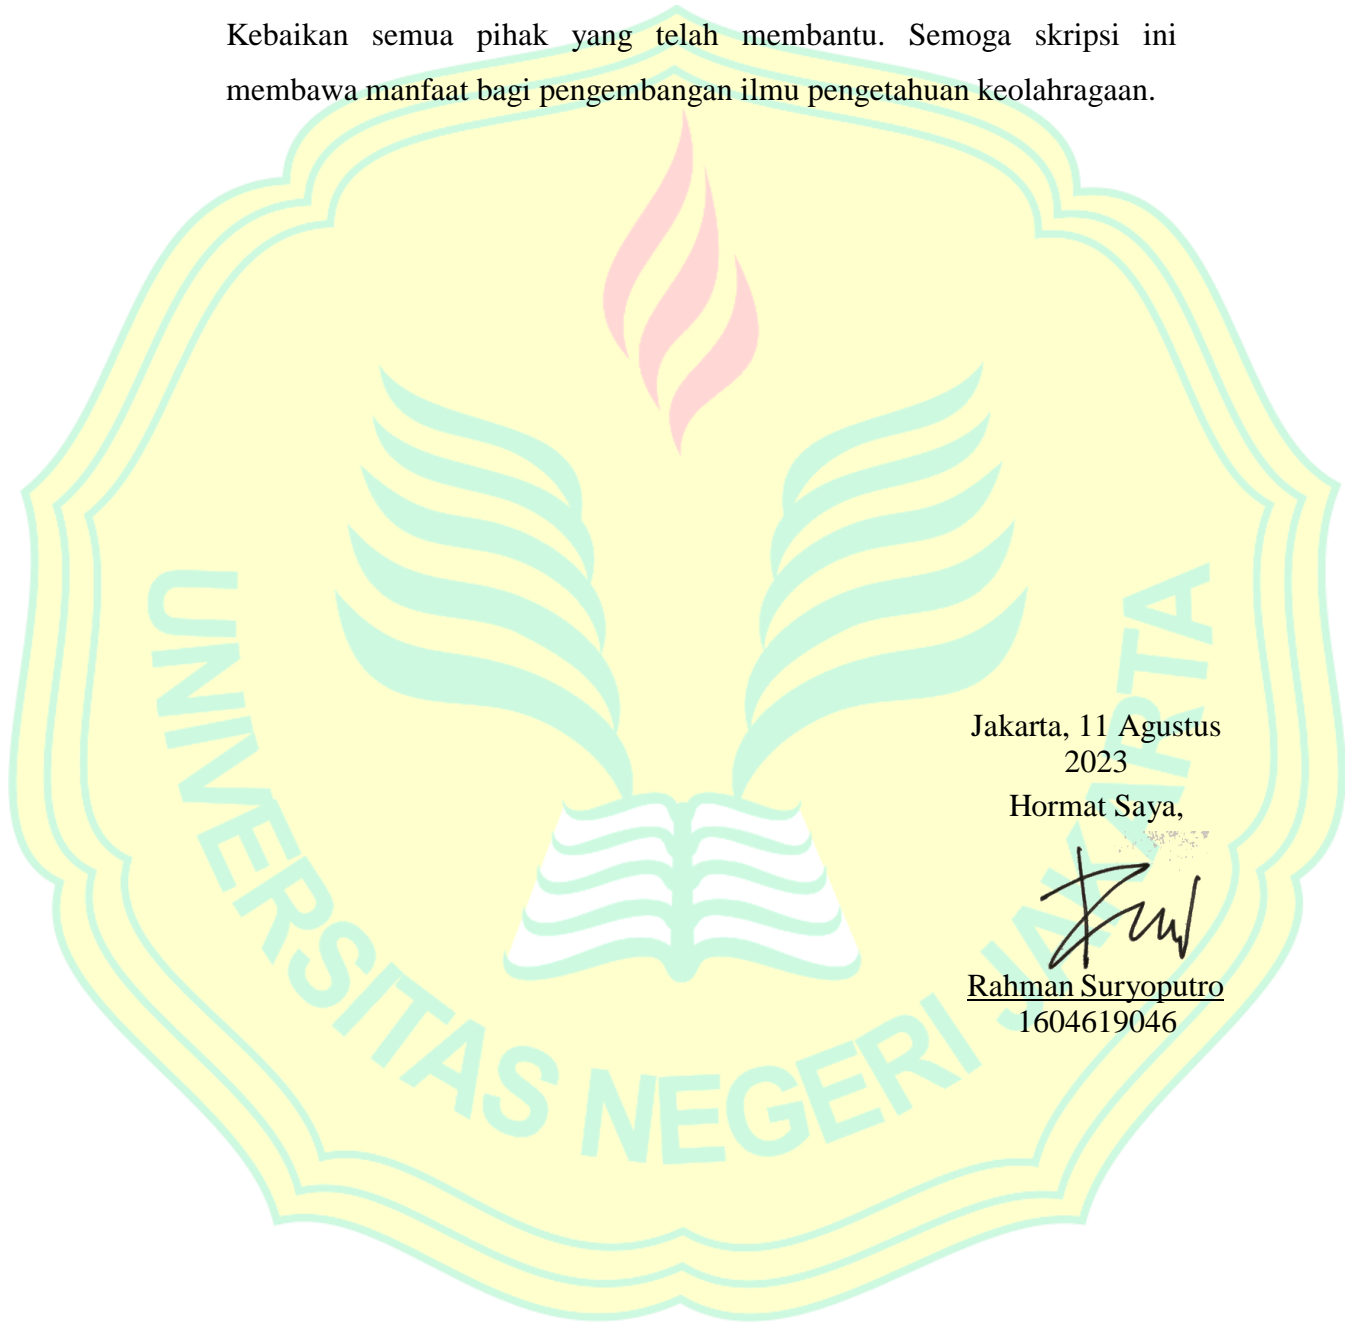 Kebaikan semua pihak yang telah membantu. Semoga skripsi ini
membawa manfaat bagi pengembangan ilmu pengetahuan keolahragaan.
UNIVERSITAS NEGERI JAKARTA
Jakarta, 11 Agustus
2023
Hormat Saya,
Rahman Suryoputro
1604619046